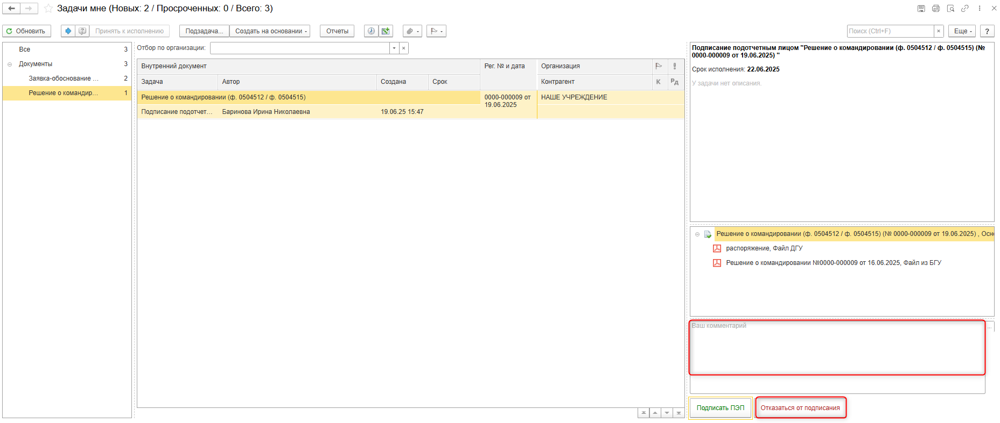 Задачи мне (Новых: 2 / Просроченных: 0 / Всего: 3)
Обновить
Принять к исполнению
Подзадача...
Создать на основании
Отчеты
Поиск (Ctrl+F)
×
Еще
?
Все 3
Документы 3
Заявка-обоснование ... 2
Решение о командир... 1
Отбор по организации:
Внутренний документ Рег. № и дата Организация
Задача Автор Создана Срок Контрагент К Рд
Решение о командировании (ф. 0504512 / ф. 0504515) 0000-000009 от НАШЕ УЧРЕЖДЕНИЕ
19.06.2025
Подписание подотчет... Баринова Ирина Николаевна 19.06.25 15:47
Подписание подотчетным лицом "Решение о командировании (ф. 0504512 / ф. 0504515) (№
0000-000009 от 19.06.2025) "
Срок исполнения: 22.06.2025
У задачи нет описания.
Решение о командировании (ф. 0504512 / ф. 0504515) (№ 0000-000009 от 19.06.2025) , Осно
распоряжение, Файл ДГУ
Решение о командировании №0000-000009 от 16.06.2025, Файл из БГУ
Ваш комментарий
...
Подписать ПЭП
Отказаться от подписания